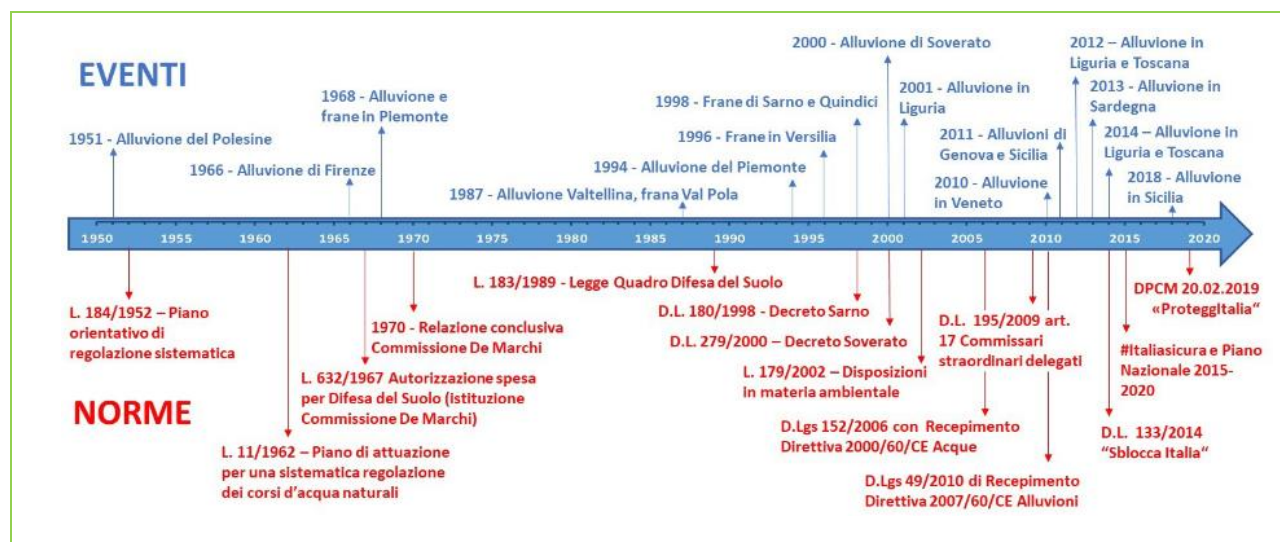 EVENTI
1951 - Alluvione del Polesine
1966 - Alluvione di Firenze
1968 - Alluvione e
frane in Piemonte
1987 - Alluvione Valtellina, frana Val Pola
1994 - Alluvione del Piemonte
1996 - Frane in Versilia
1998 - Frane di Sarno e Quindici
2000 - Alluvione di Soverato
2001 - Alluvione in
Liguria
2011 - Alluvioni di
Genova e Sicilia
2010 - Alluvione
in Veneto
2012 – Alluvione in
Liguria e Toscana
2013 - Alluvione in
Sardegna
2014 – Alluvione in
Liguria e Toscana
2018 - Alluvione
in Sicilia
1950 1955 1960 1965 1970 1975 1980 1985 1990 1995 2000 2005 2010 2015 2020
L. 184/1952 – Piano
orientativo di
regolazione sistematica
NORME
L. 11/1962 – Piano di attuazione
per una sistematica regolazione
dei corsi d'acqua naturali
L. 632/1967 Autorizzazione spesa
per Difesa del Suolo (istituzione
Commissione De Marchi)
1970 - Relazione conclusiva
Commissione De Marchi
L. 183/1989 - Legge Quadro Difesa del Suolo
D.L. 180/1998 - Decreto Sarno
D.L. 279/2000 – Decreto Soverato
L. 179/2002 – Disposizioni
in materia ambientale
D.Lgs 152/2006 con Recepimento
Direttiva 2000/60/CE Acque
D.L. 195/2009 art.
17 Commissari
straordinari delegati
D.Lgs 49/2010 di Recepimento
Direttiva 2007/60/CE Alluvioni
D.L. 133/2014
"Sblocca Italia"
#Italiasicura e Piano
Nazionale 2015-
2020
DPCM 20.02.2019
«ProteggItalia"